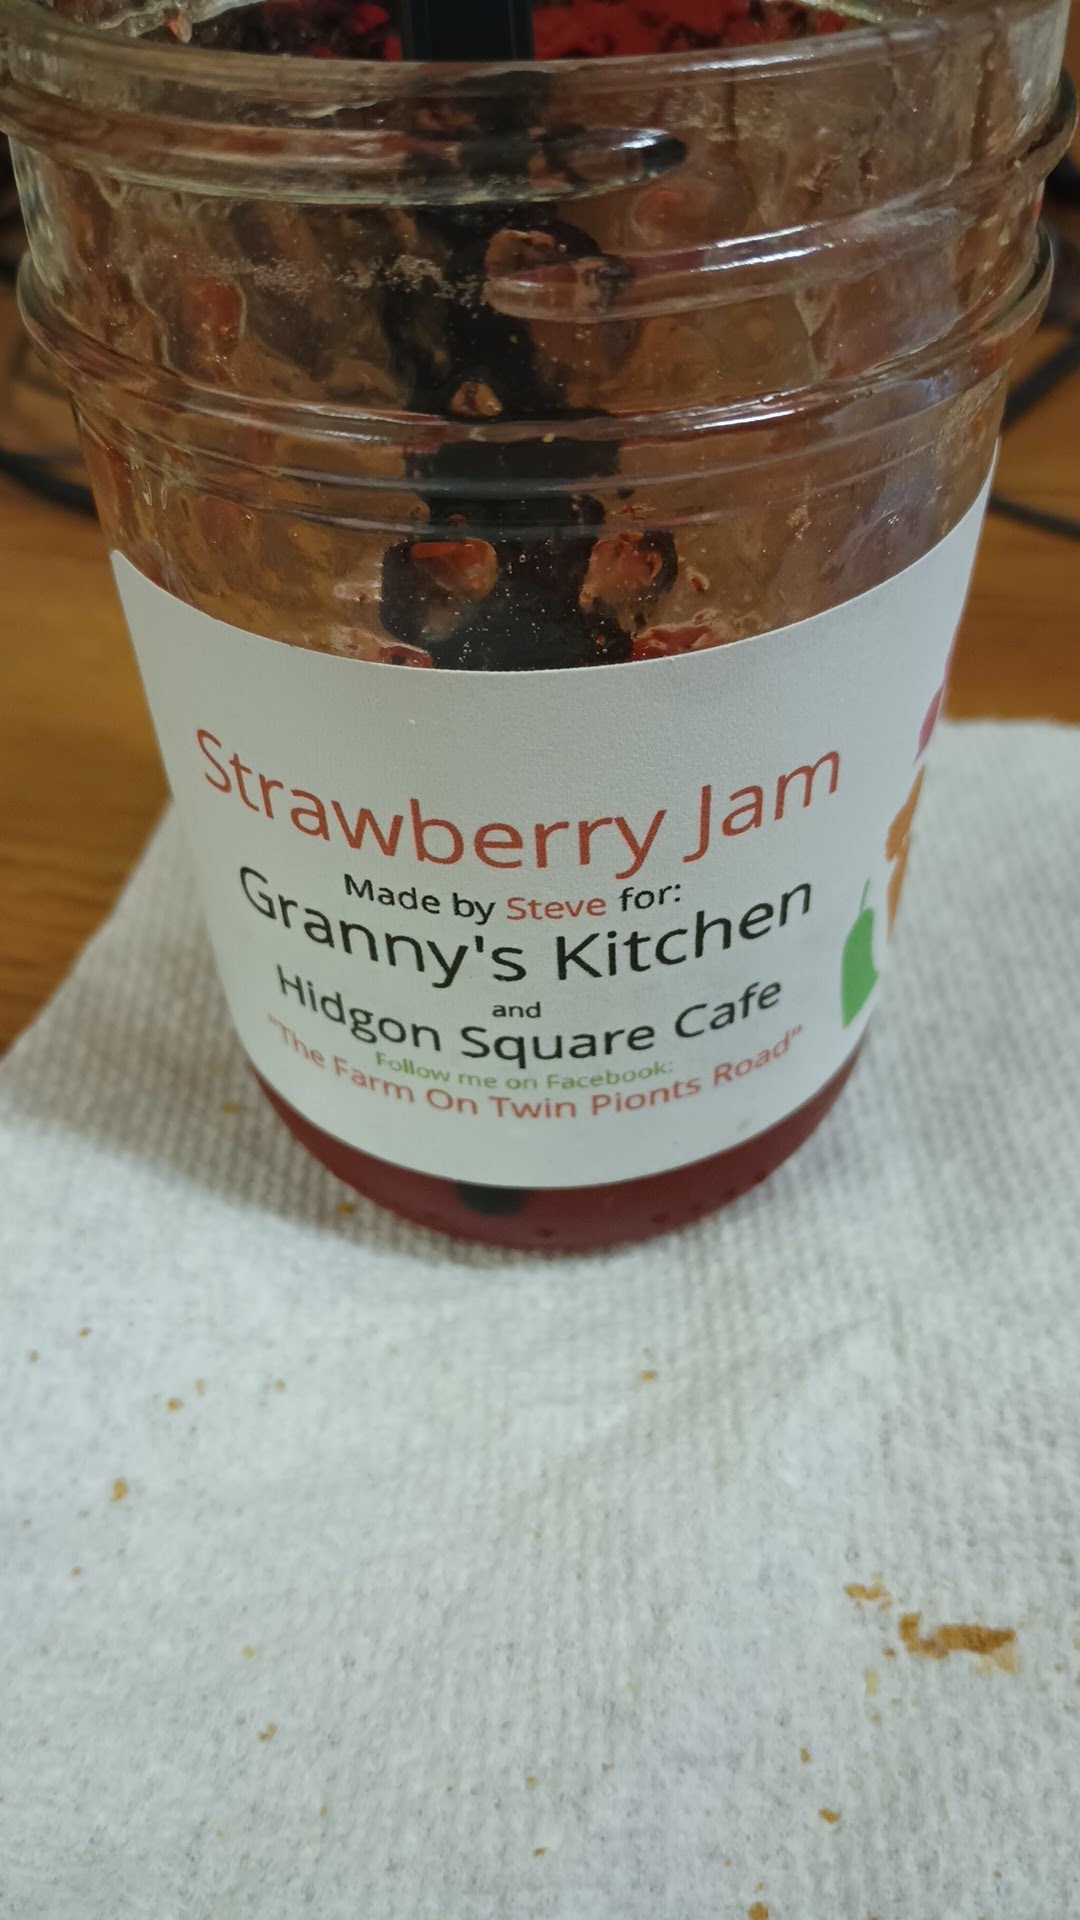 Strawberry Jam
Made by Steve for:
Granny's Kitchen
and
Hidgon Square Cafe
Follow me on Facebook:
"The Farm On Twin Pionts Road"